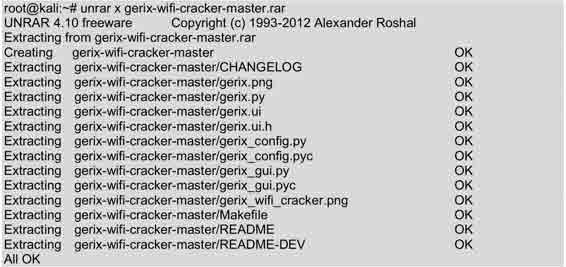 root@kali:~# unrar x gerix-wifi-cracker-master.rar
UNRAR 4.10 freeware Copyright (c) 1993-2012 Alexander Roshal
Extracting from gerix-wifi-cracker-master.rar
Creating gerix-wifi-cracker-master OK
Extracting gerix-wifi-cracker-master/CHANGELOG OK
Extracting gerix-wifi-cracker-master/gerix.png OK
Extracting gerix-wifi-cracker-master/gerix.py OK
Extracting gerix-wifi-cracker-master/gerix.ui OK
Extracting gerix-wifi-cracker-master/gerix.ui.h OK
Extracting gerix-wifi-cracker-master/gerix_config.py OK
Extracting gerix-wifi-cracker-master/gerix_config.pyc OK
Extracting gerix-wifi-cracker-master/gerix_gui.py OK
Extracting gerix-wifi-cracker-master/gerix_gui.pyc OK
Extracting gerix-wifi-cracker-master/gerix_wifi_cracker.png OK
Extracting gerix-wifi-cracker-master/Makefile OK
Extracting gerix-wifi-cracker-master/README OK
Extracting gerix-wifi-cracker-master/README-DEV OK
All OK